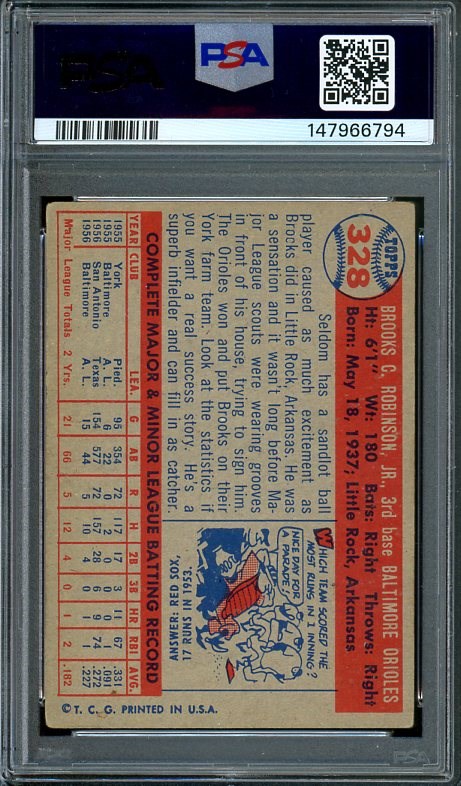 PSA
PSA
147966794
TOPPS
328
BROOKS C. ROBINSON, JR., 3rd base BALTIMORE ORIOLES
Ht: 6'1" Wt: 180 Bats: Right Throws: Right
Born: May 18, 1937; Little Rock, Arkansas
Seldom has a sandlot ball
player caused as much excitement as
Brocks did in Little Rock, Arkansas. He was
a sensation and it wasn't long before Ma-
jor League scouts were wearing grooves
in front of his house, trying to sign him.
The Orioles won and put Brooks on their
York farm team. Look at the statistics if
you want a real success story. He's a
superb infielder and can fill in as catcher.
WHICH TEAM SCORED THE
MOST RUNS IN 1 INNING?
NICE DAY FOR
A PARADE!
ANSWER: RED SOX,
17 RUNS IN 1953.
COMPLETE MAJOR & MINOR LEAGUE BATTING RECORD
YEAR CLUB LEA. G AB R H 2B 3B HR RBI AVG.
1955 York Pied. 95 354 72 117 17 3 11 67 .331
1955 Baltimore A. L. 6 22 0 2 0 0 0 1 .091
1956 San Antonio Texas 154 577 72 157 28 6 9 74 .272
1956 Baltimore A. L. 15 44 5 10 4 0 1 1 .227
Major League Totals 2 Yrs. 21 66 5 12 4 0 1 2 .182
© T. C. G. PRINTED IN U.S.A.